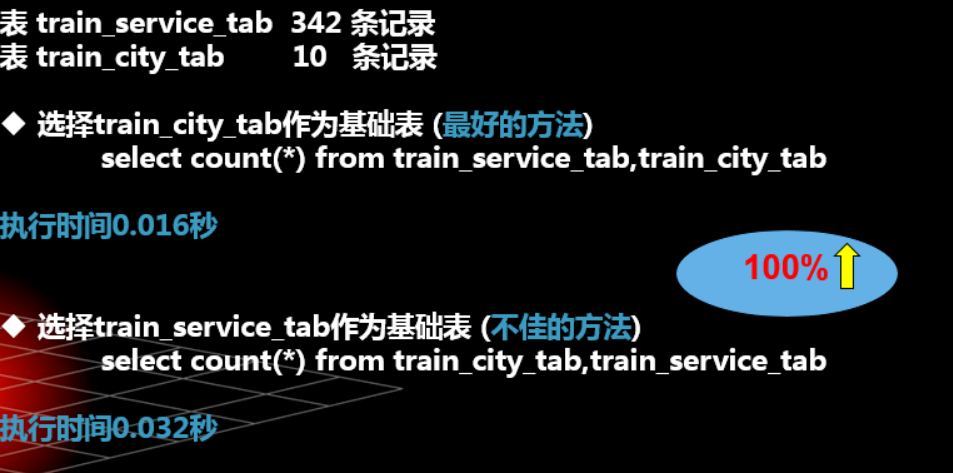 表 train_service_tab 342 条记录
表 train_city_tab 10 条记录
◆ 选择train_city_tab作为基础表 (最好的方法)
select count(*) from train_service_tab,train_city_tab
执行时间0.016秒
100%
◆ 选择train_service_tab作为基础表 (不佳的方法)
select count(*) from train_city_tab,train_service_tab
执行时间0.032秒